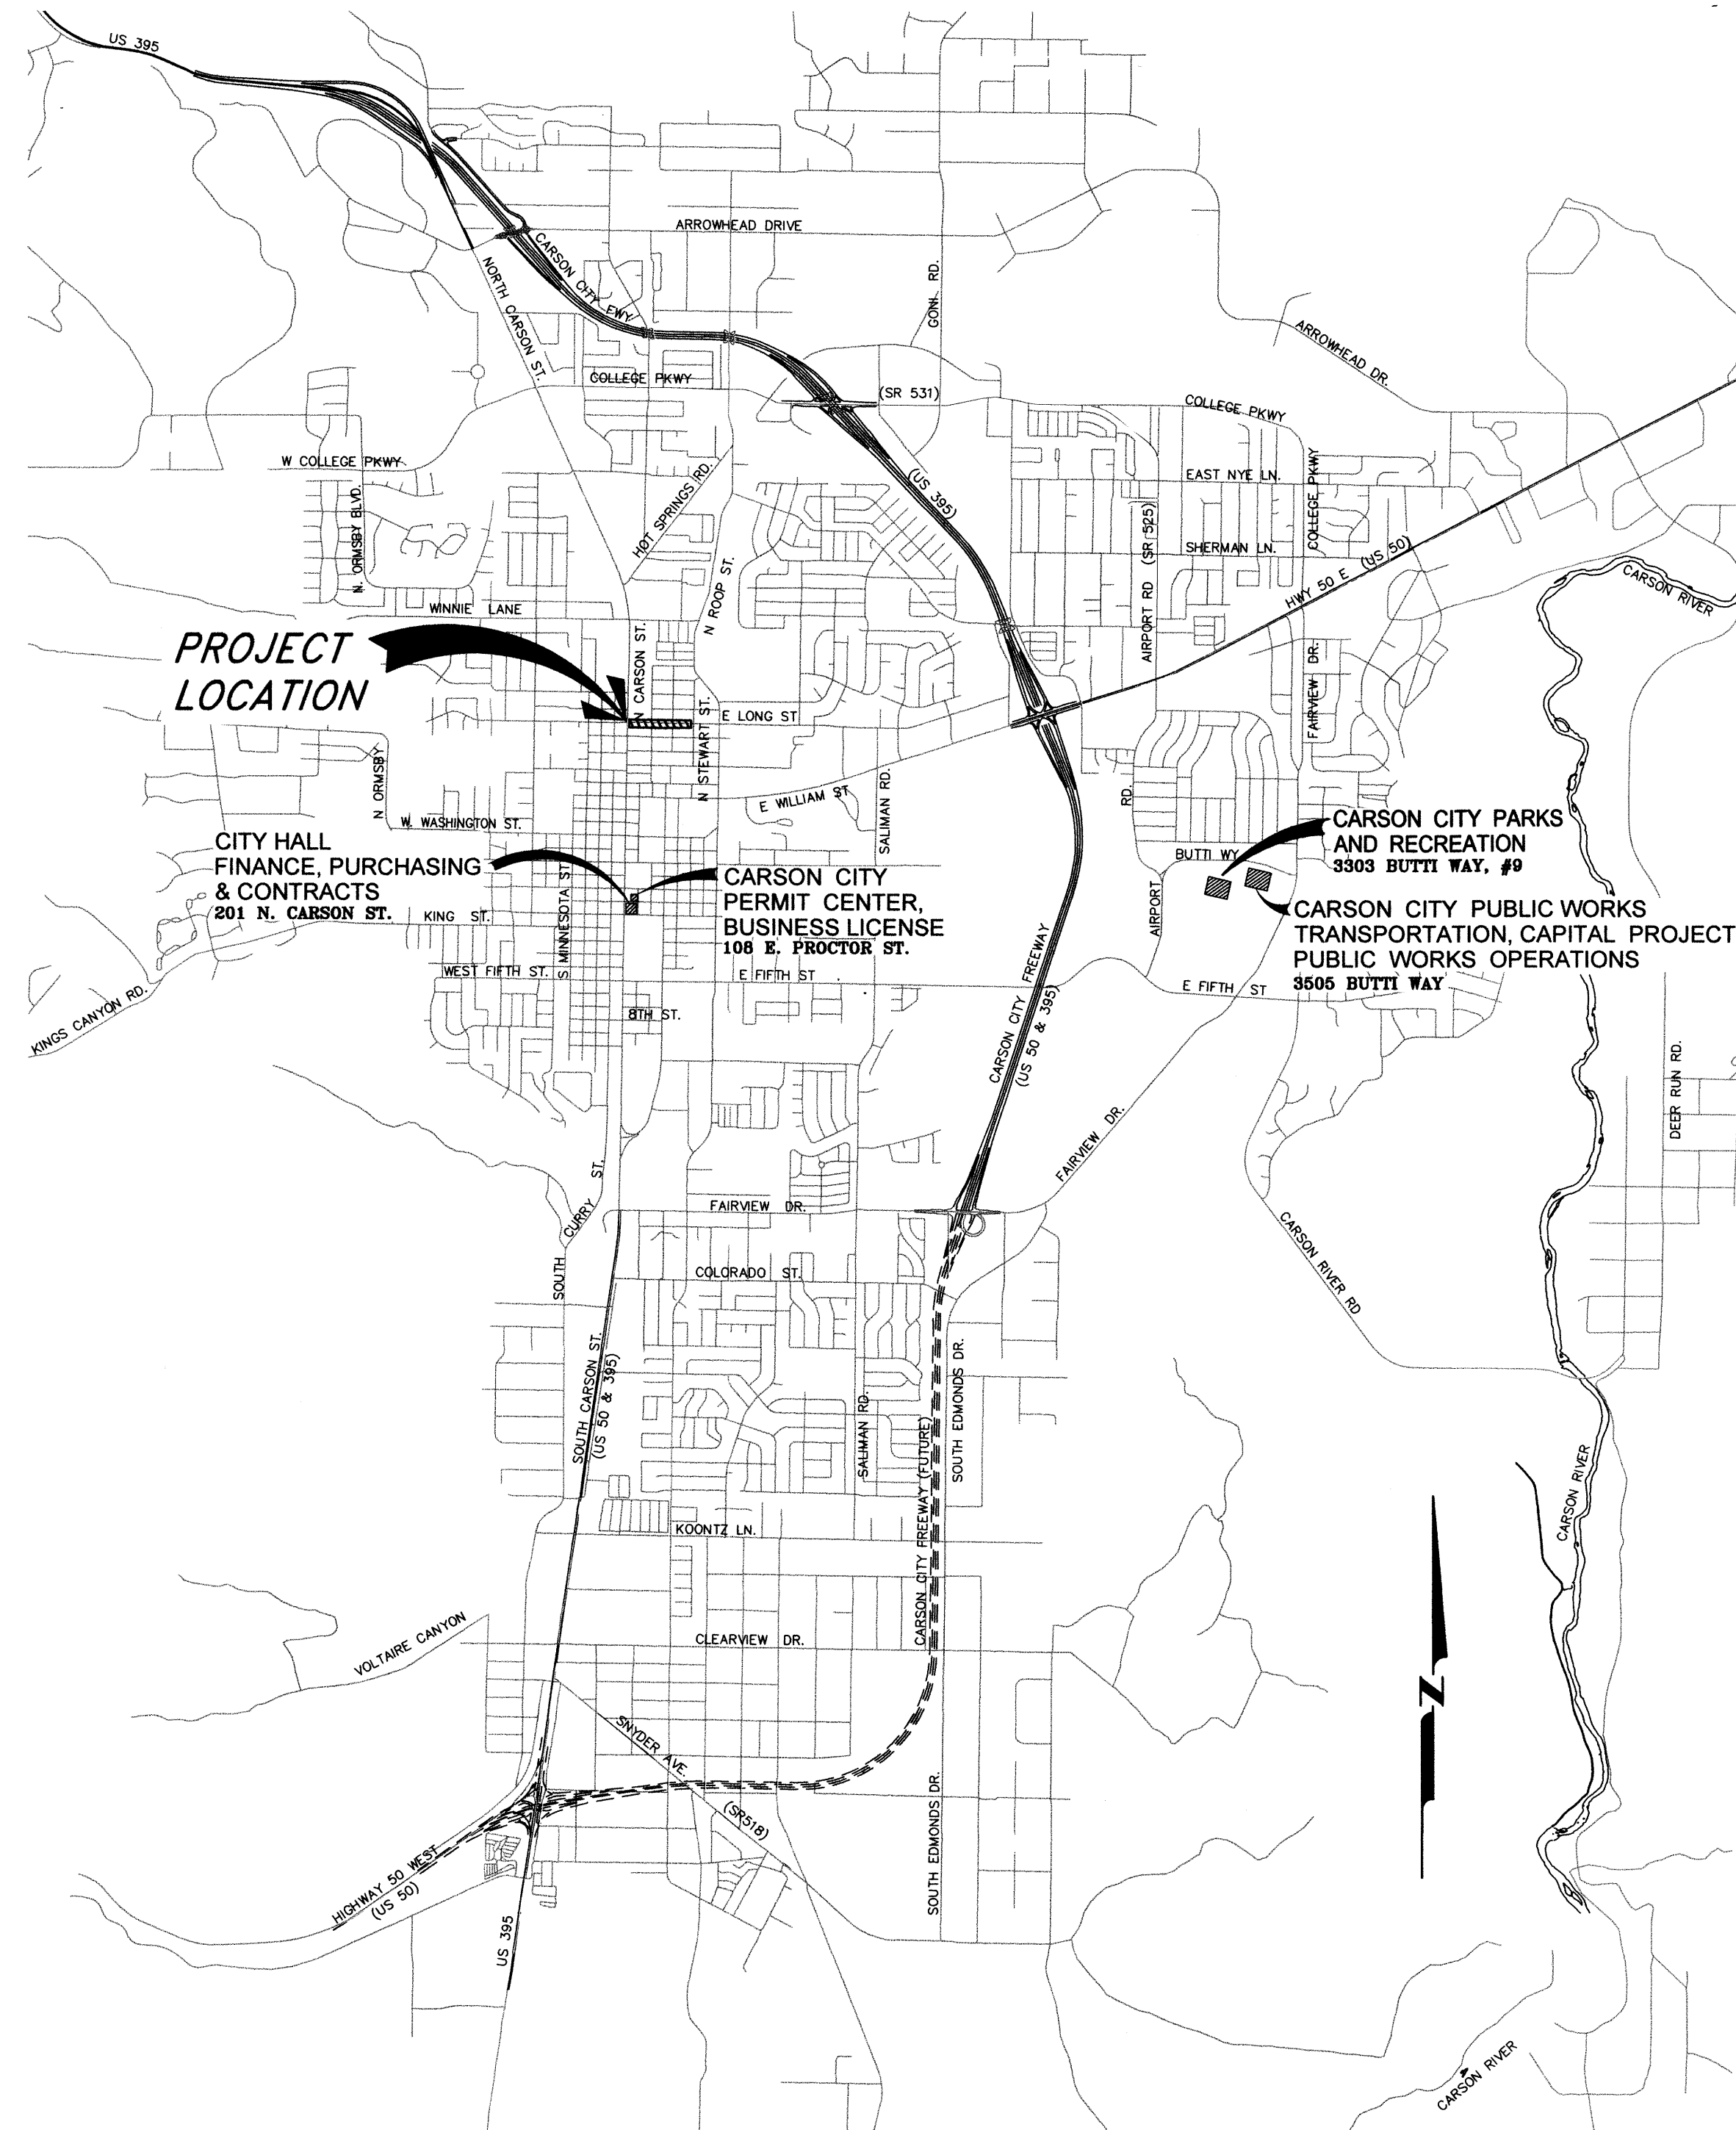 US 395
ARROWHEAD DRIVE
CARSON CITY FWY
NORTH CARSON ST.
GONI RD.
ARROWHEAD DR.
COLLEGE PKWY
(SR 531)
COLLEGE PKWY
W COLLEGE PKWY
N. ORMSBY BLVD.
HOT SPRINGS RD.
(US 395)
EAST NYE LN.
COLLEGE PKWY
AIRPORT RD (SR 525)
SHERMAN LN.
HWY 50 E (US 50)
CARSON RIVER
WINNIE LANE
N ROOP ST.
N CARSON ST.
PROJECT
LOCATION
FAIRVIEW DR.
E LONG ST
N STEWART ST.
N ORMSBY
E WILLIAM ST
SALIMAN RD.
RD.
W. WASHINGTON ST.
CITY HALL
FINANCE, PURCHASING
& CONTRACTS
201 N. CARSON ST.
CARSON CITY
PERMIT CENTER,
BUSINESS LICENSE
108 E. PROCTOR ST.
BUTTI WY
CARSON CITY PARKS
AND RECREATION
3303 BUTTI WAY, #9
AIRPORT
CARSON CITY PUBLIC WORKS
TRANSPORTATION, CAPITAL PROJECT
PUBLIC WORKS OPERATIONS
3505 BUTTI WAY
KING ST.
S MINNESOTA ST.
WEST FIFTH ST.
E FIFTH ST
E FIFTH ST
8TH ST.
KINGS CANYON RD.
CARSON CITY FREEWAY
(US 50 & 395)
DEER RUN RD.
FAIRVIEW DR.
SOUTH CURRY ST.
FAIRVIEW DR.
COLORADO ST.
CARSON RIVER RD
SOUTH CARSON ST.
(US 50 & 395)
SALIMAN RD.
CARSON CITY FREEWAY (FUTURE)
SOUTH EDMONDS DR.
CARSON RIVER
KOONTZ LN.
CLEARVIEW DR.
VOLTAIRE CANYON
N
SNYDER AVE.
(SR518)
SOUTH EDMONDS DR.
HIGHWAY 50 WEST
(US 50)
US 395
CARSON RIVER